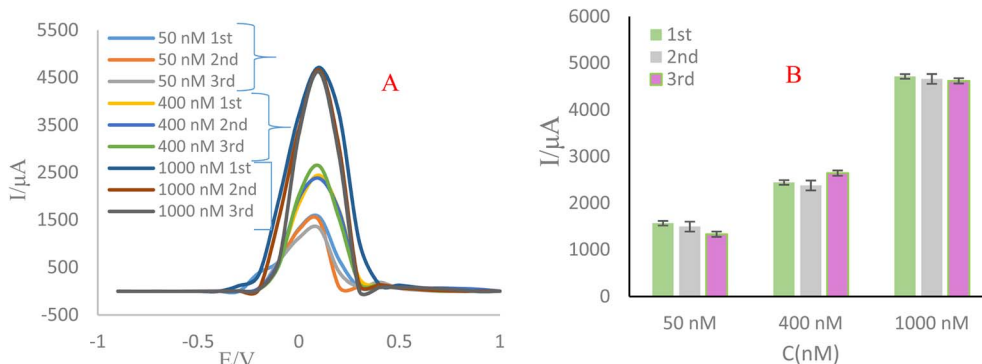 5500
4500
3500
2500
1500
500
-500
I/µA
50 nM 1st
50 nM 2nd
50 nM 3rd
400 nM 1st
400 nM 2nd
400 nM 3rd
1000 nM 1st
1000 nM 2nd
1000 nM 3rd
A
-1
-0.5
0
0.5
1
E/V
6000
5000
4000
3000
2000
1000
0
I/µA
1st
2nd
3rd
B
50 nM
400 nM
1000 nM
C(nM)